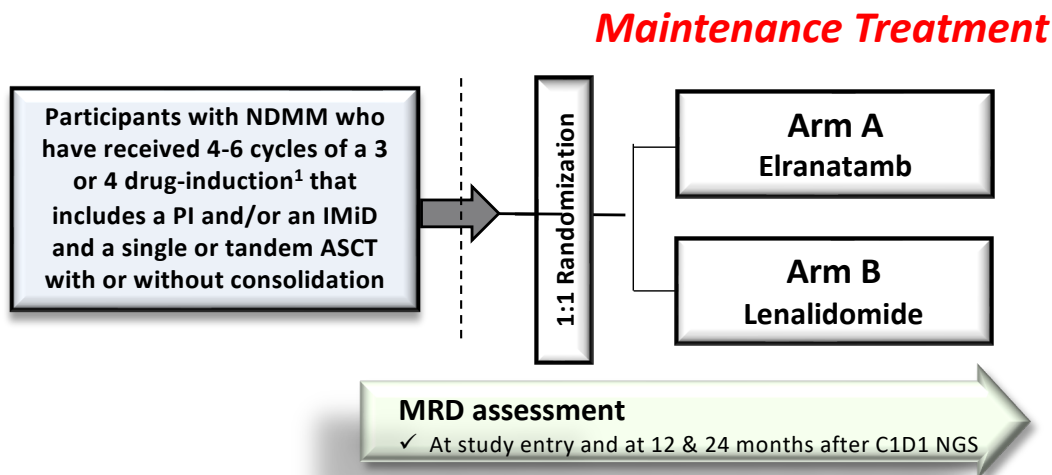 Maintenance Treatment
Participants with NDMM who
have received 4-6 cycles of a 3
or 4 drug-induction¹ that
includes a PI and/or an IMiD
and a single or tandem ASCT
with or without consolidation
1:1 Randomization
Arm A
Elranatamb
Arm B
Lenalidomide
MRD assessment
✓ At study entry and at 12 & 24 months after C1D1 NGS